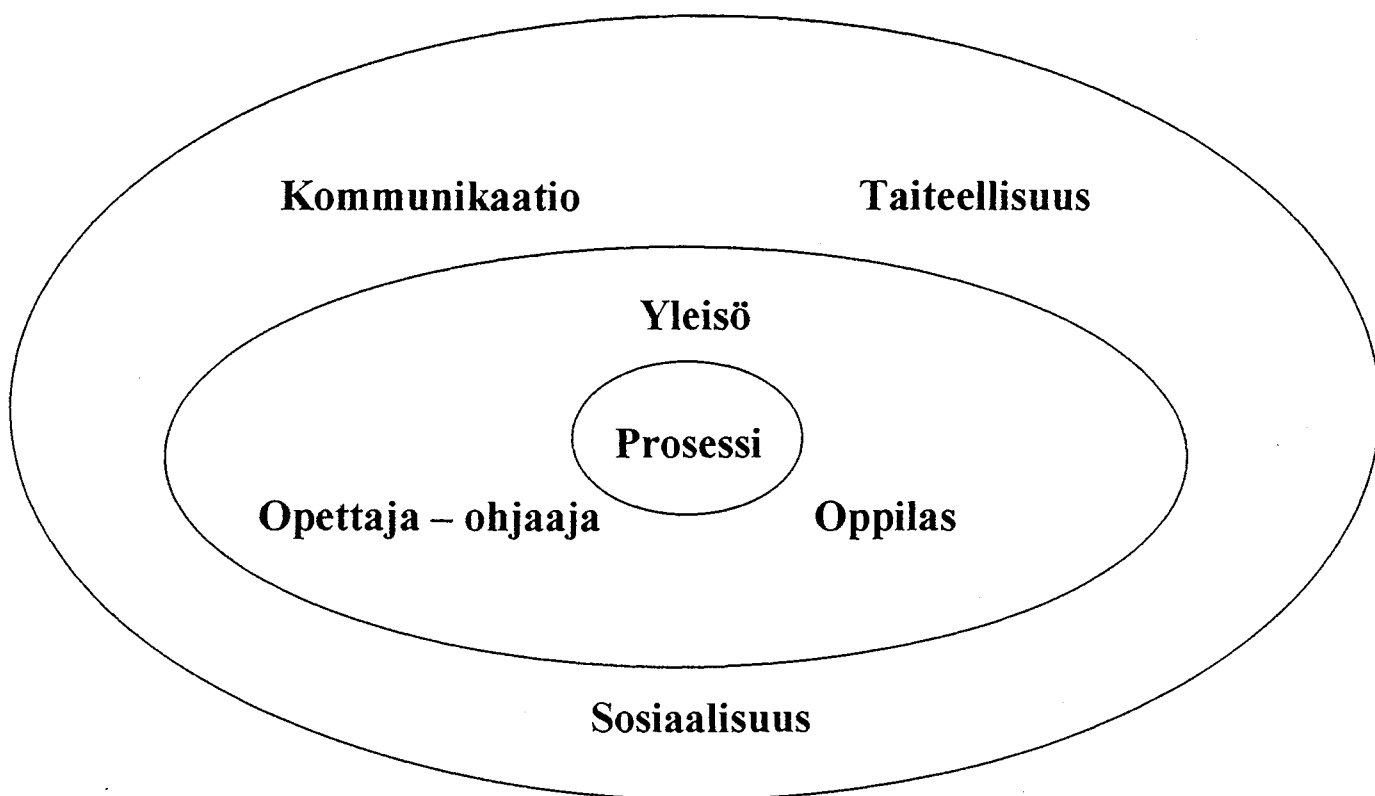 Kommunikaatio Taiteellisuus
Yleisö
Prosessi
Opettaja – ohjaaja Oppilas
Sosiaalisuus